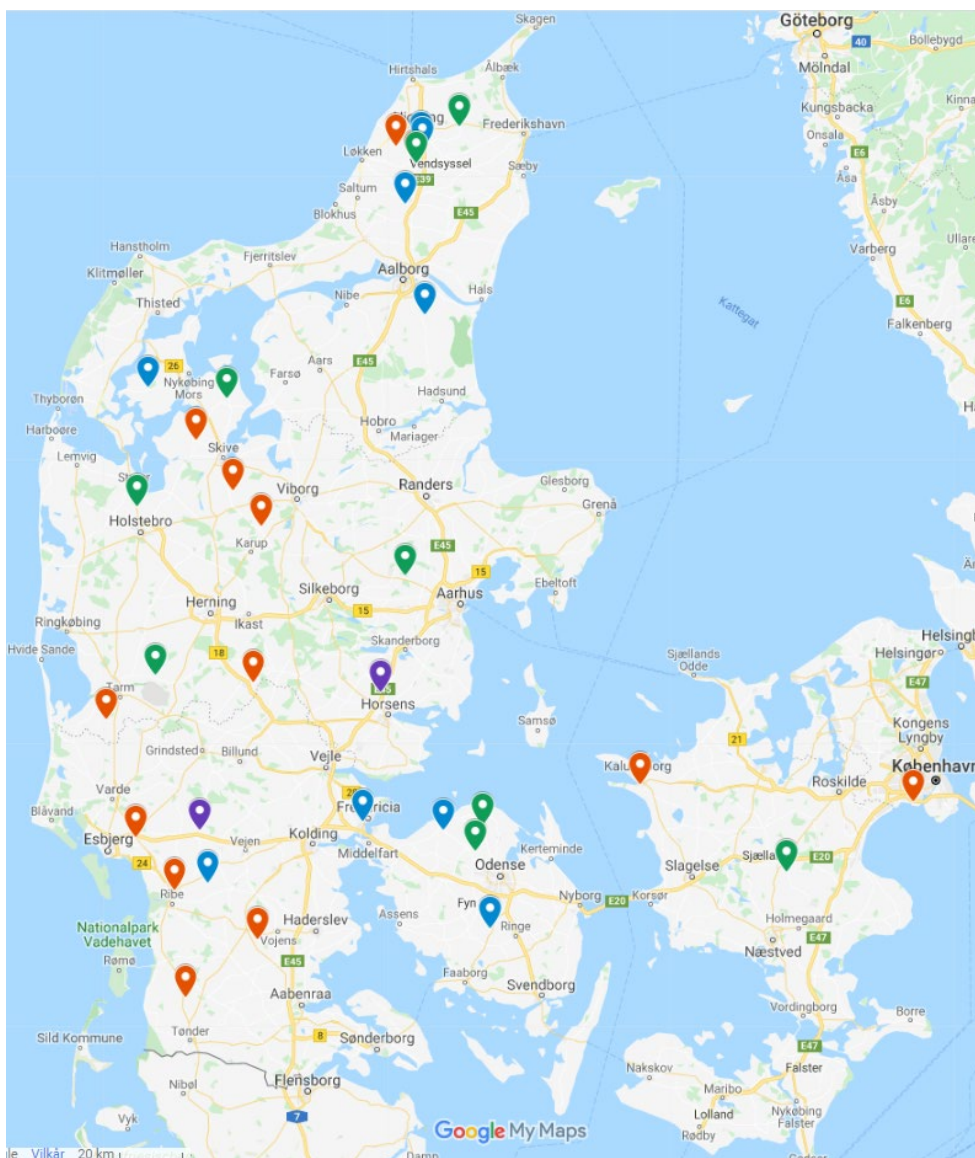 Skagen
Göteborg
40
Bollebygd
Mölndal
Hirtshals
Ålbæk
Kungsbacka
Kinna
Frederikshavn
Onsala
E6
Løkken
Vendsyssel
Åsa
Sæby
E39
Saltum
Åsby
Blokhus
E45
Ullare
Hanstholm
Varberg
Fjerritslev
Klitmøller
Aalborg
Hals
Nibe
Thisted
E6
Kattegat
Falkenberg
E45
Aars
26
Nykøbing
Mors
Farsø
Hadsund
Thyborøn
Hobro
Harboøre
Mariager
Skive
Lemvig
Glesborg
Viborg
Randers
Grenå
Holstebro
Karup
E45
15
Ebeltoft
Silkeborg
Aarhus
Herning
Ikast
15
Ringkøbing
Skanderborg
Helsingb
Hvide Sande
18
Sjællands
Odde
Helsingør
E47
Tarm
Horsens
Samsø
Kongens
Lyngby
Grindsted
Billund
21
Vejle
København
Roskilde
Varde
Blåvand
Kolding
Esbjerg
Vejen
Middelfart
Kerteminde
E20
24
Odense
Slagelse
Ribe
Nyborg
Korsør
Assens
Fyn
E20
Nationalpark
Vadehavet
Haderslev
Holmegaard
Vojens
Ringe
Næstved
E47
Rømø
E45
Faaborg
Svendborg
Aabenraa
Vordingborg
Borre
Tønder
8
Sønderborg
Sild Kommune
E47
Nakskov
Falster
Flensborg
Nibøl
Maribo
Lolland
Nykøbing
Falster
Vyk
7
Google My Maps
Rødby
Vilkår 20 km